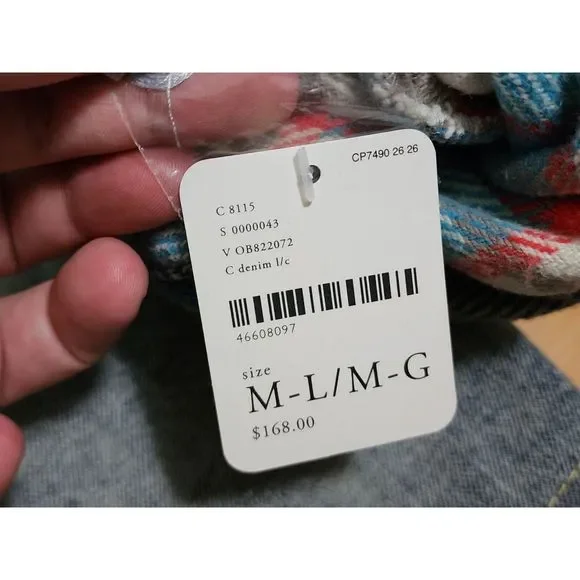 CP7490 26 26
C 8115
S 0000043
V OB822072
C denim l/c
46608097
size
M-L/M-G
$168.00